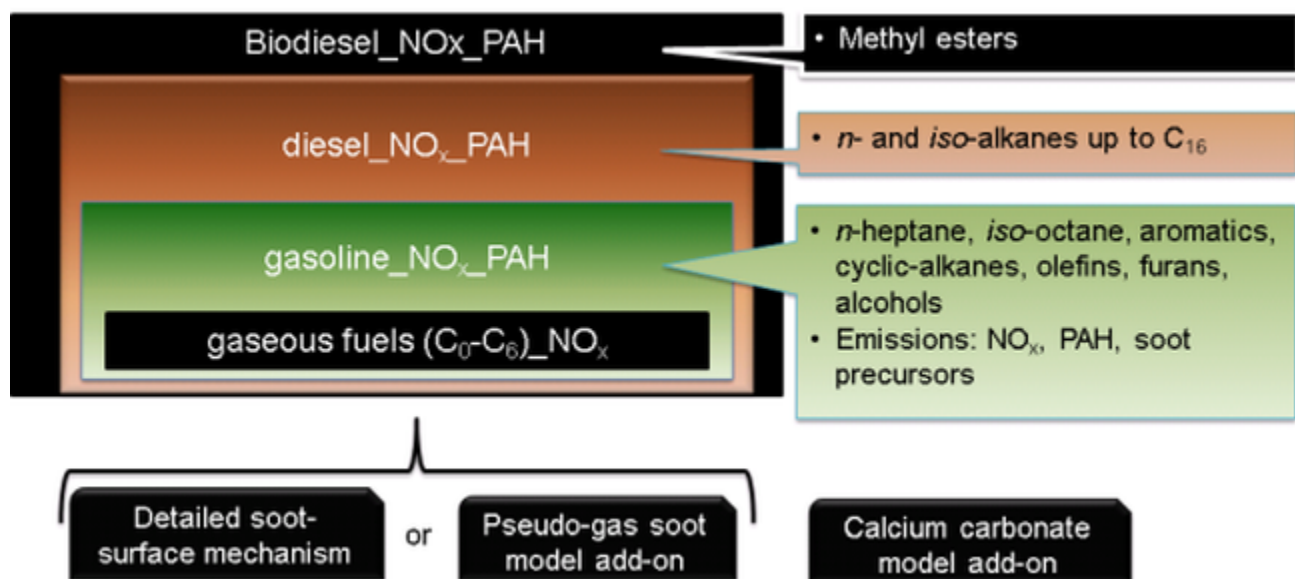 Biodiesel_NOx_PAH
• Methyl esters
diesel_NOₓ_PAH
• n- and iso-alkanes up to C₁₆
gasoline_NOₓ_PAH
• n-heptane, iso-octane, aromatics,
cyclic-alkanes, olefins, furans,
alcohols
• Emissions: NOₓ, PAH, soot
precursors
gaseous fuels (C₀-C₆)_NOₓ
Detailed soot-
surface mechanism
or
Pseudo-gas soot
model add-on
Calcium carbonate
model add-on